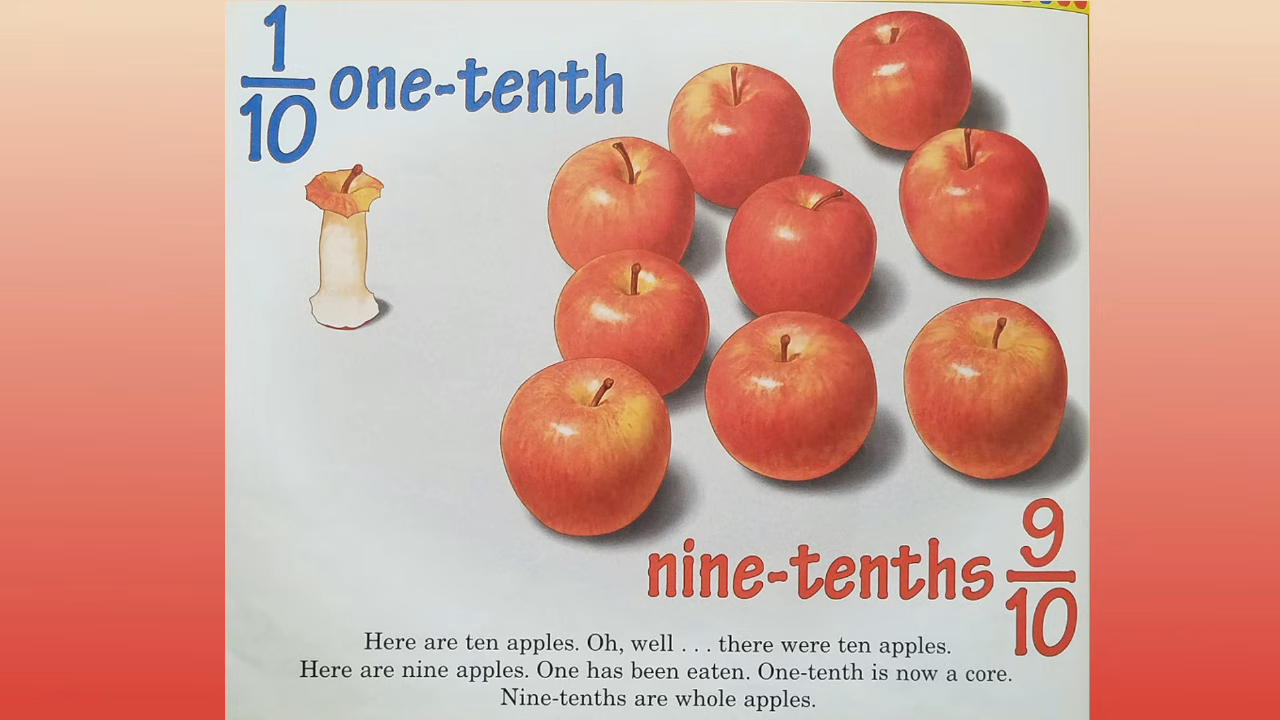 1/10 one-tenth
nine-tenths 9/10
Here are ten apples. Oh, well . . . there were ten apples.
Here are nine apples. One has been eaten. One-tenth is now a core.
Nine-tenths are whole apples.